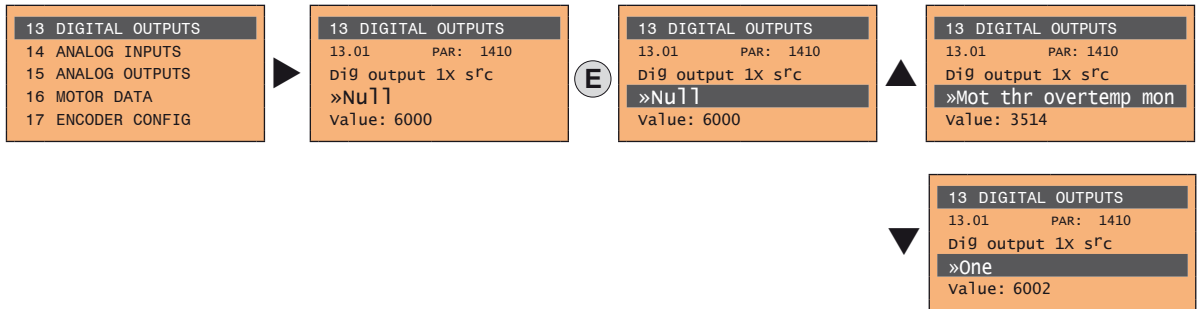 13 DIGITAL OUTPUTS
14 ANALOG INPUTS
15 ANALOG OUTPUTS
16 MOTOR DATA
17 ENCODER CONFIG
13 DIGITAL OUTPUTS
13.01 PAR: 1410
Dig output 1X src
»Null
Value: 6000
E
13 DIGITAL OUTPUTS
13.01 PAR: 1410
Dig output 1X src
»Null
Value: 6000
13 DIGITAL OUTPUTS
13.01 PAR: 1410
Dig output 1X src
»Mot thr overtemp mon
Value: 3514
13 DIGITAL OUTPUTS
13.01 PAR: 1410
Dig output 1X src
»One
Value: 6002